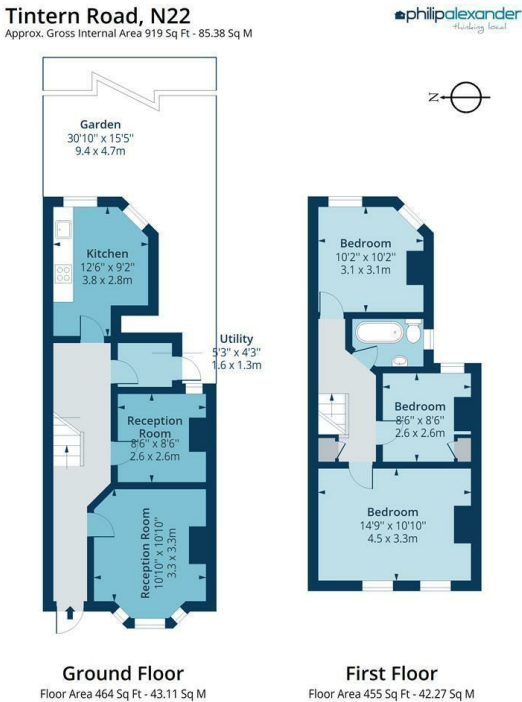 Tintern Road, N22
Approx. Gross Internal Area 919 Sq Ft - 85.38 Sq M
philipalexander
thinking local
N
Garden
30'10" x 15'5"
9.4 x 4.7m
Kitchen
12'6" x 9'2"
3.8 x 2.8m
Utility
5'3" x 4'3"
1.6 x 1.3m
Reception
Room
8'6" x 8'6"
2.6 x 2.6m
Reception Room
10'10" x 10'10"
3.3 x 3.3m
Bedroom
10'2" x 10'2"
3.1 x 3.1m
Bedroom
8'6" x 8'6"
2.6 x 2.6m
Bedroom
14'9" x 10'10"
4.5 x 3.3m
Ground Floor
Floor Area 464 Sq Ft - 43.11 Sq M
First Floor
Floor Area 455 Sq Ft - 42.27 Sq M